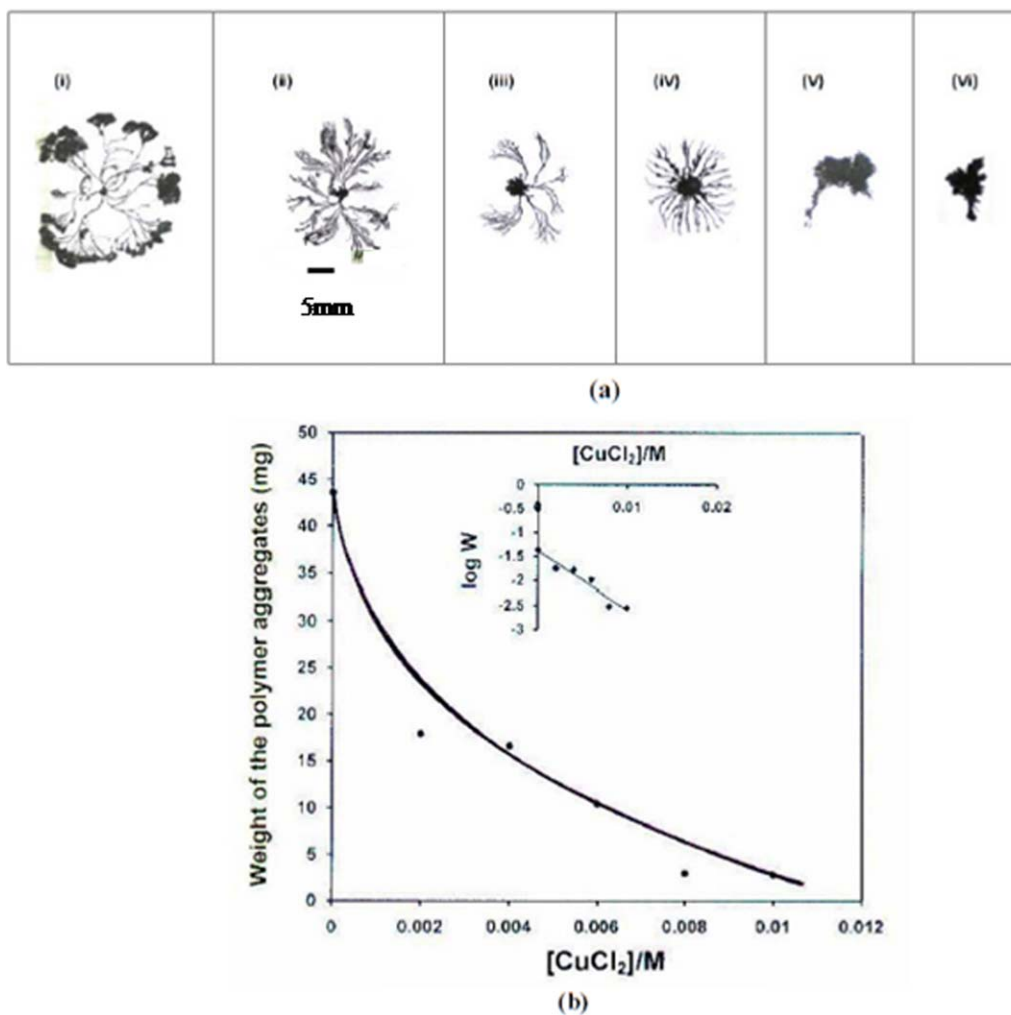 (i) (ii) (iii) (iv) (V) (Vi)
5mm
(a)
50
45
40
35
30
25
20
15
10
5
0
Weight of the polymer aggregates (mg)
[CuCl₂]/M
0
0.01 0.02
-0.5
-1
-1.5
-2
-2.5
-3
log W
0 0.002 0.004 0.006 0.008 0.01 0.012
[CuCl₂]/M
(b)